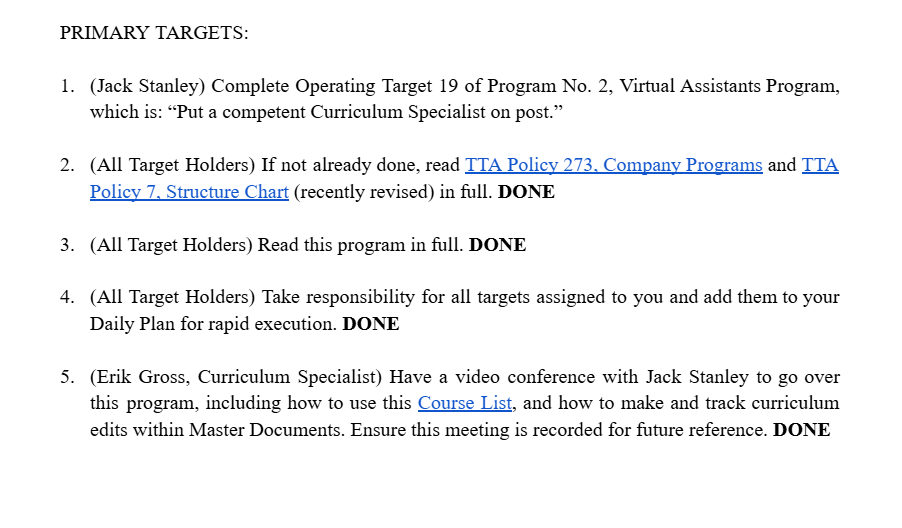 PRIMARY TARGETS:
1. (Jack Stanley) Complete Operating Target 19 of Program No. 2, Virtual Assistants Program,
which is: “Put a competent Curriculum Specialist on post.”
2. (All Target Holders) If not already done, read TTA Policy 273, Company Programs and TTA
Policy 7, Structure Chart (recently revised) in full. DONE
3. (All Target Holders) Read this program in full. DONE
4. (All Target Holders) Take responsibility for all targets assigned to you and add them to your
Daily Plan for rapid execution. DONE
5. (Erik Gross, Curriculum Specialist) Have a video conference with Jack Stanley to go over
this program, including how to use this Course List, and how to make and track curriculum
edits within Master Documents. Ensure this meeting is recorded for future reference. DONE